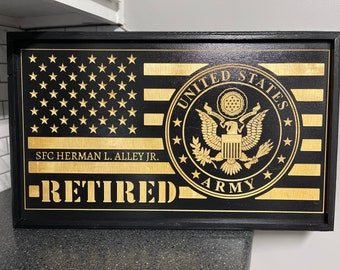 UNITED STATES
ARMY
SFC HERMAN L. ALLEY JR.
RETIRED